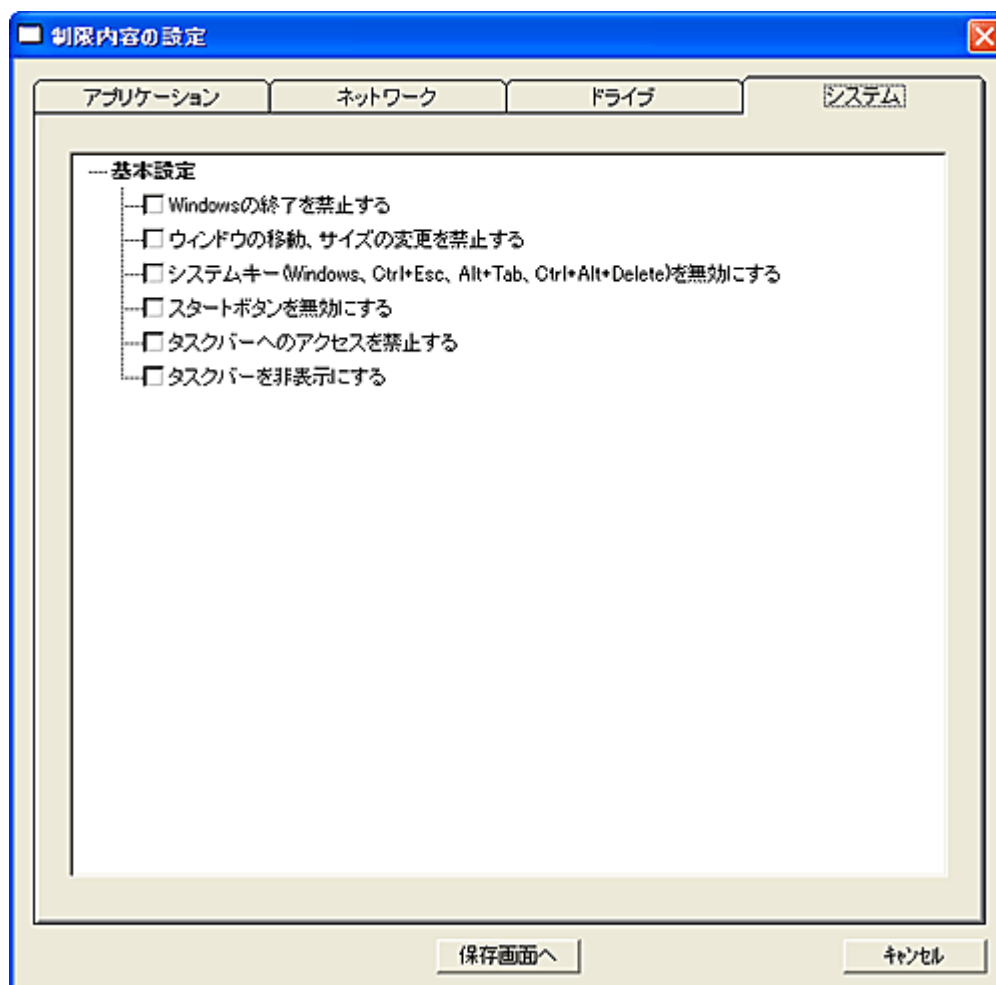 制限内容の設定
アプリケーション ネットワーク ドライブ システム
基本設定
Windowsの終了を禁止する
ウィンドウの移動、サイズの変更を禁止する
システムキー(Windows、Ctrl+Esc、Alt+Tab、Ctrl+Alt+Delete)を無効にする
スタートボタンを無効にする
タスクバーへのアクセスを禁止する
タスクバーを非表示にする
保存画面へ キャンセル